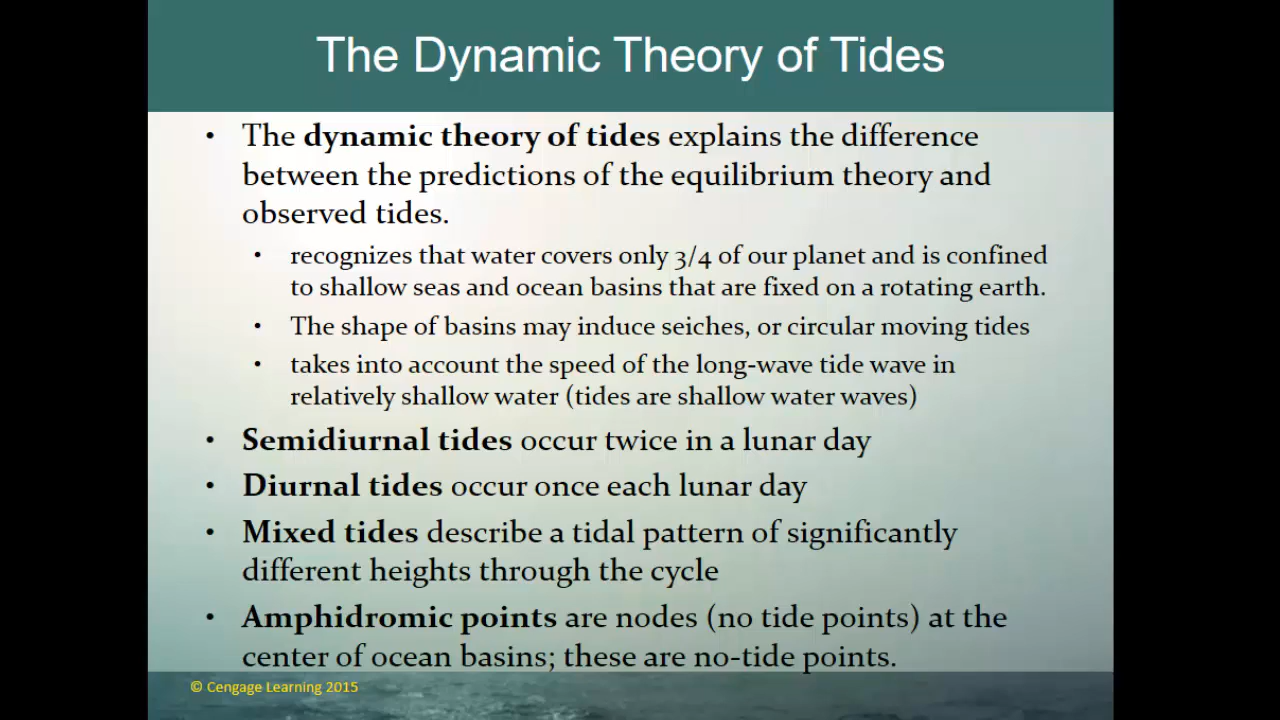 The Dynamic Theory of Tides
• The dynamic theory of tides explains the difference
between the predictions of the equilibrium theory and
observed tides.
• recognizes that water covers only 3/4 of our planet and is confined
to shallow seas and ocean basins that are fixed on a rotating earth.
• The shape of basins may induce seiches, or circular moving tides
• takes into account the speed of the long-wave tide wave in
relatively shallow water (tides are shallow water waves)
• Semidiurnal tides occur twice in a lunar day
• Diurnal tides occur once each lunar day
• Mixed tides describe a tidal pattern of significantly
different heights through the cycle
• Amphidromic points are nodes (no tide points) at the
center of ocean basins; these are no-tide points.
© Cengage Learning 2015